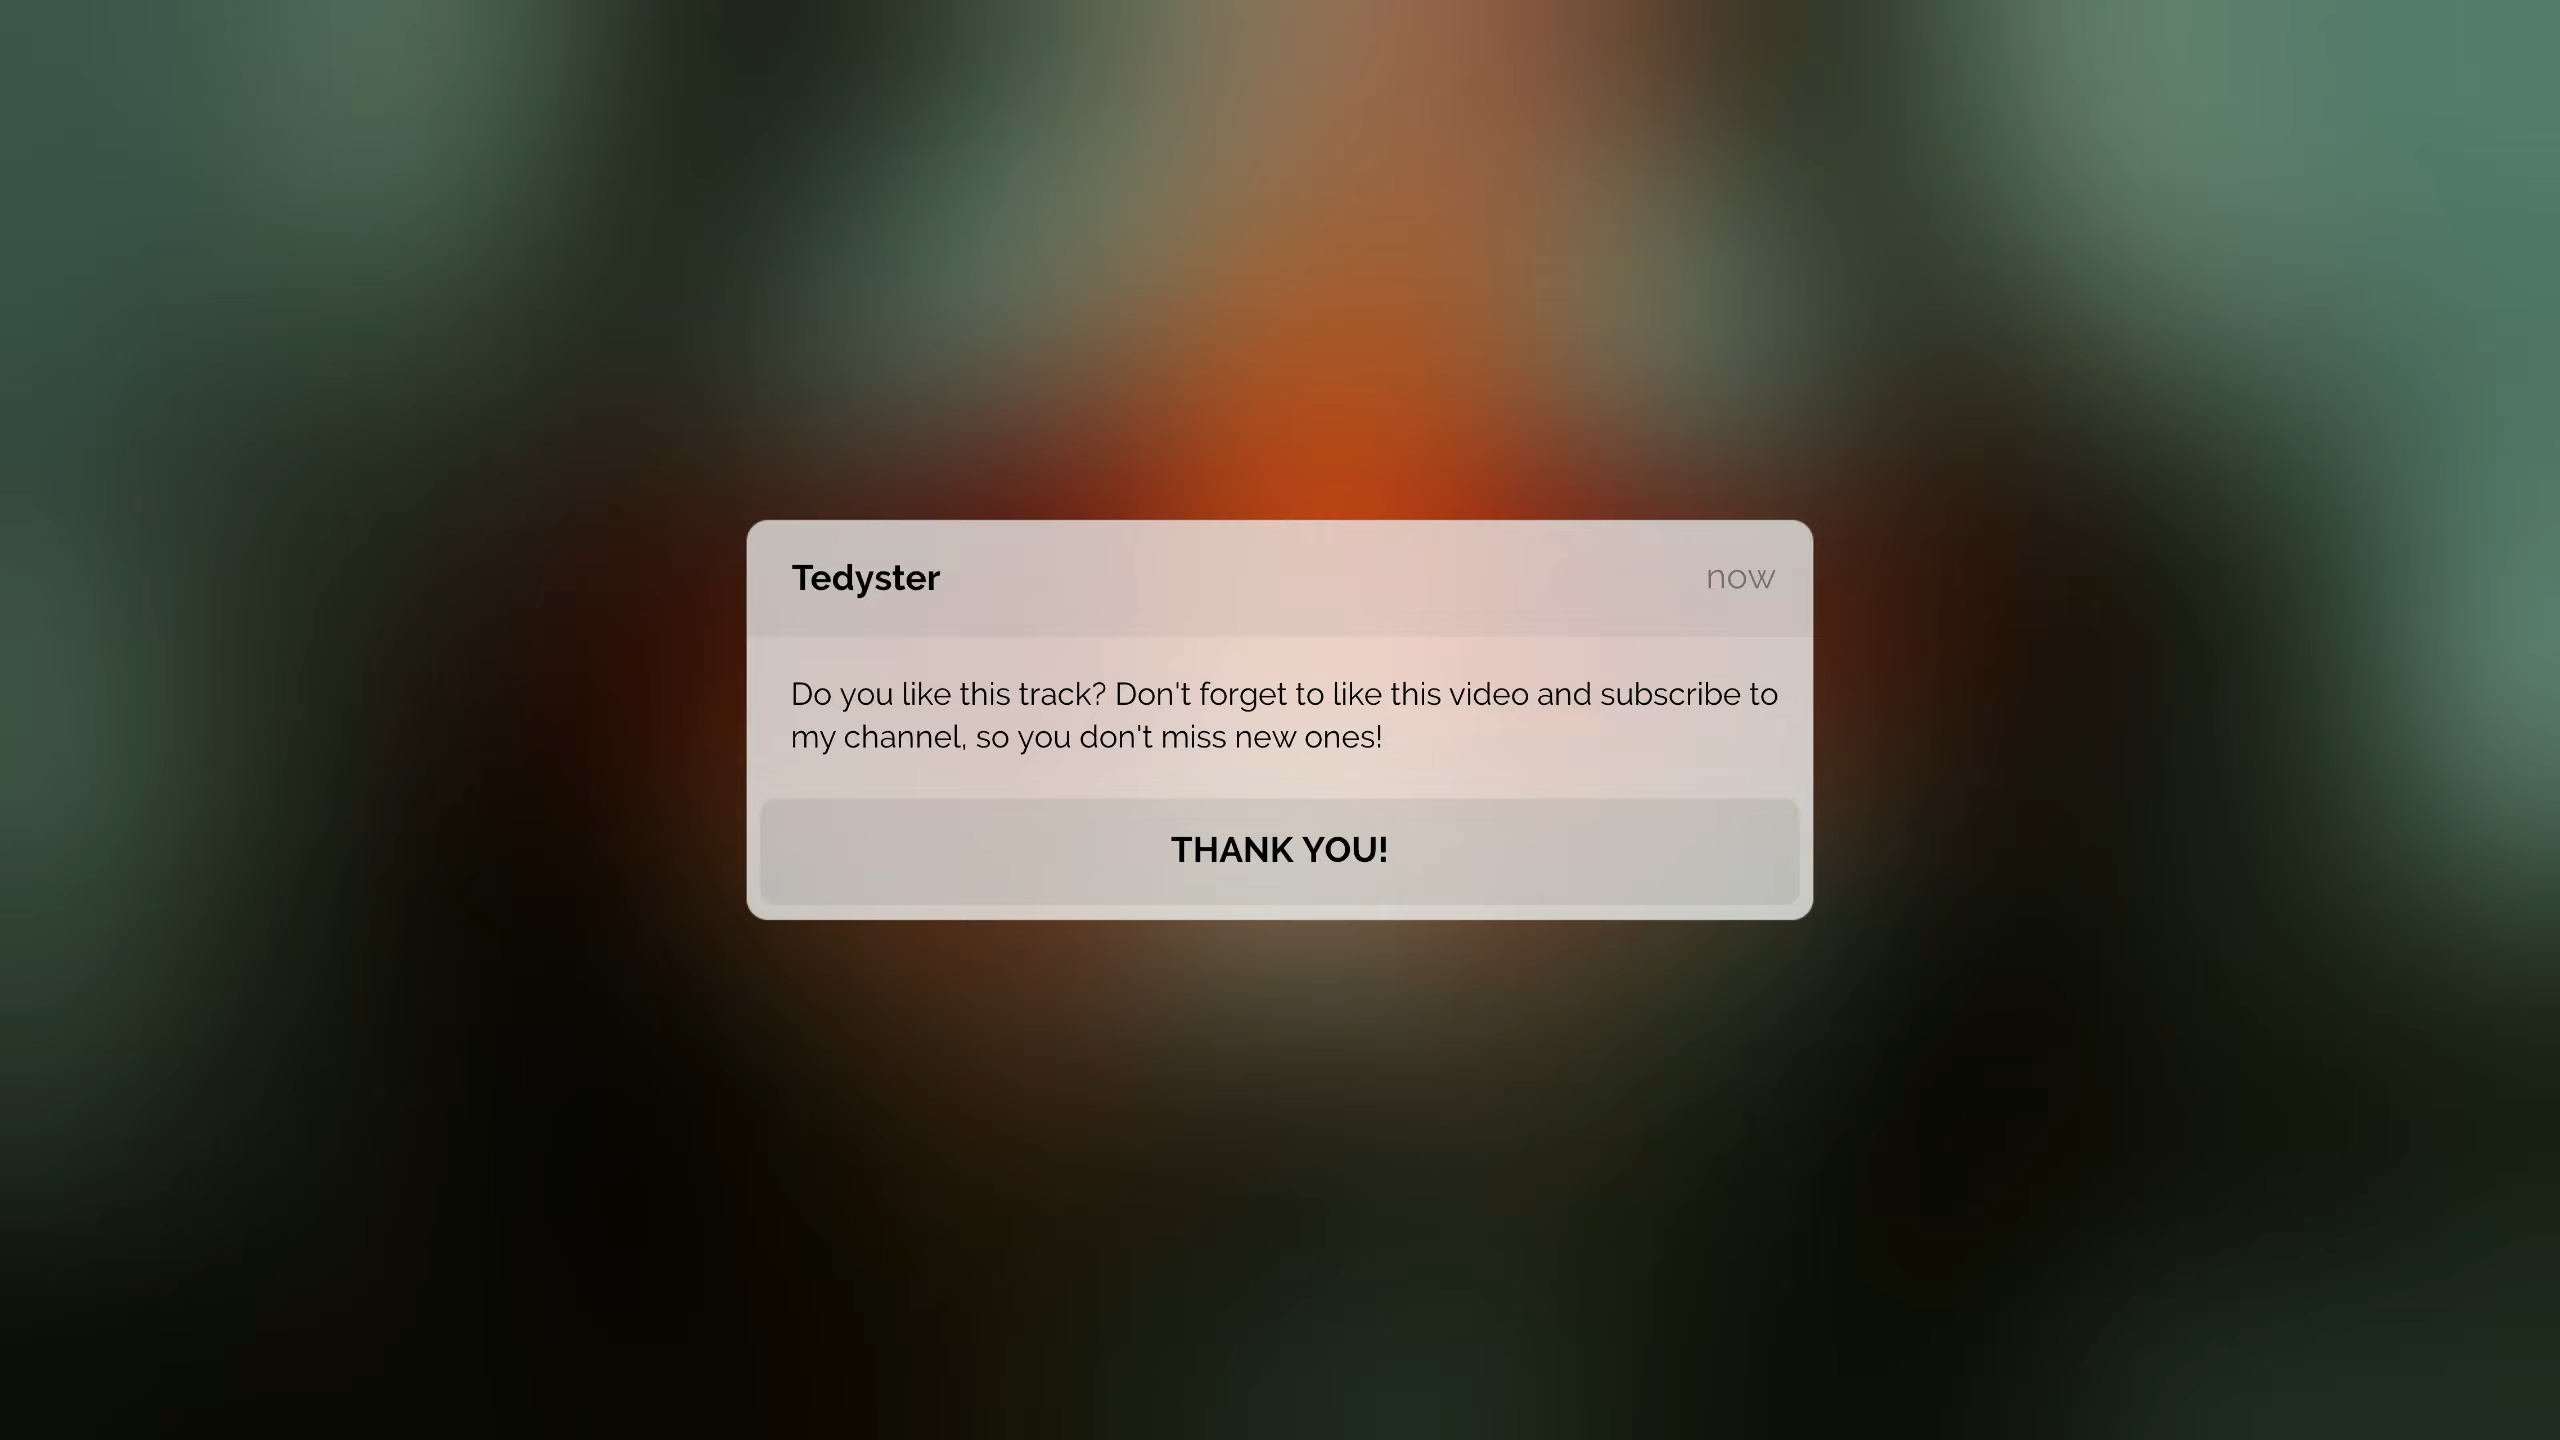 Tedyster now
Do you like this track? Don't forget to like this video and subscribe to
my channel, so you don't miss new ones!
THANK YOU!